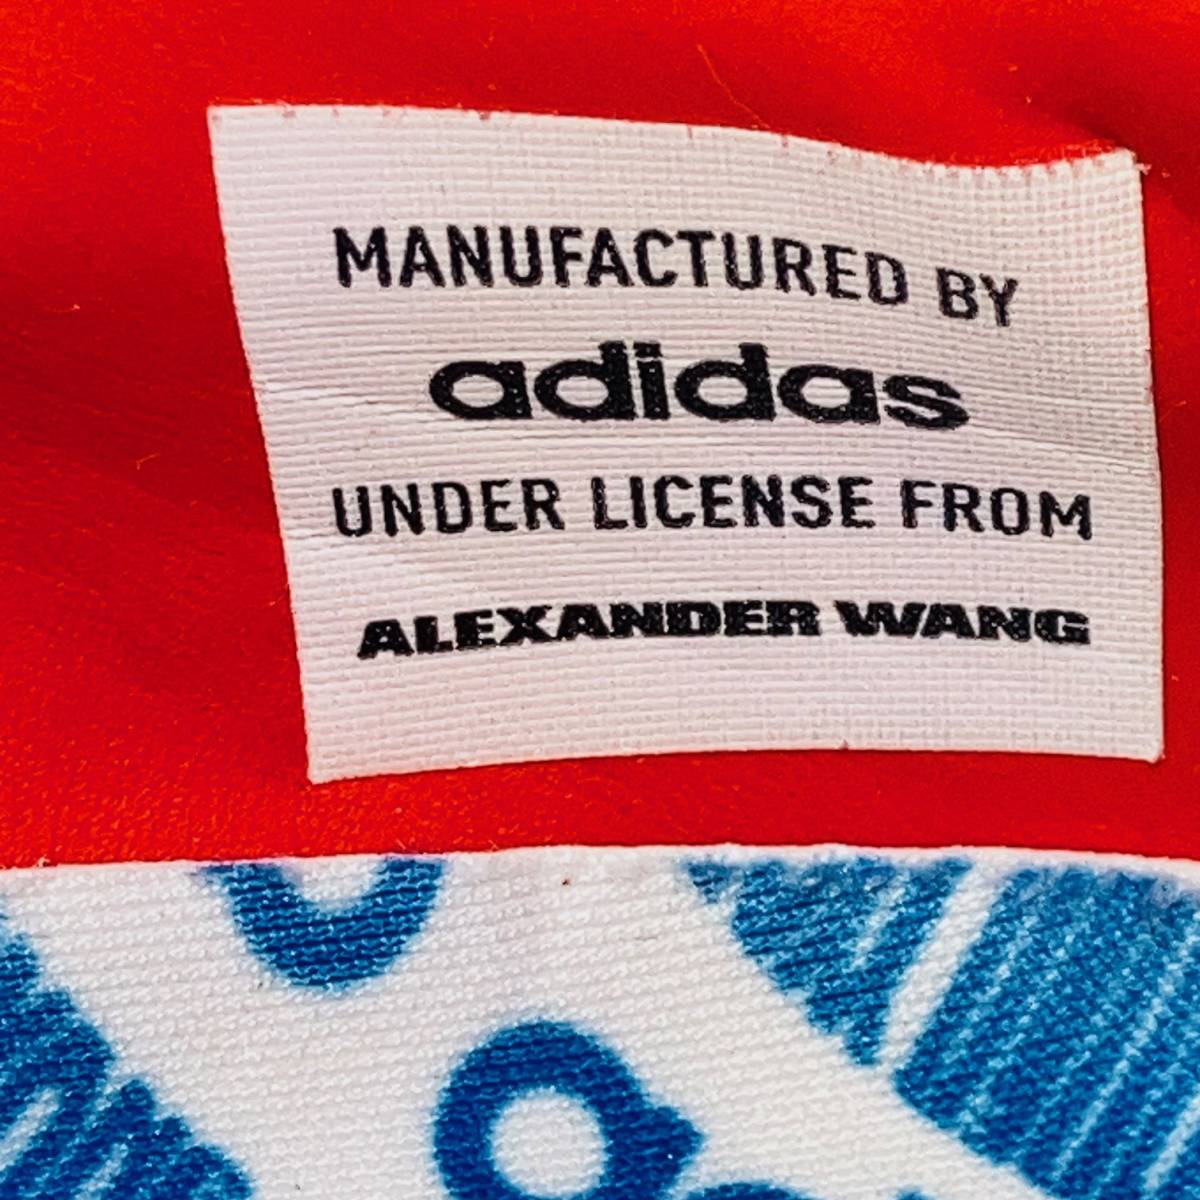 MANUFACTURED BY
adidas
UNDER LICENSE FROM
ALEXANDER WANG